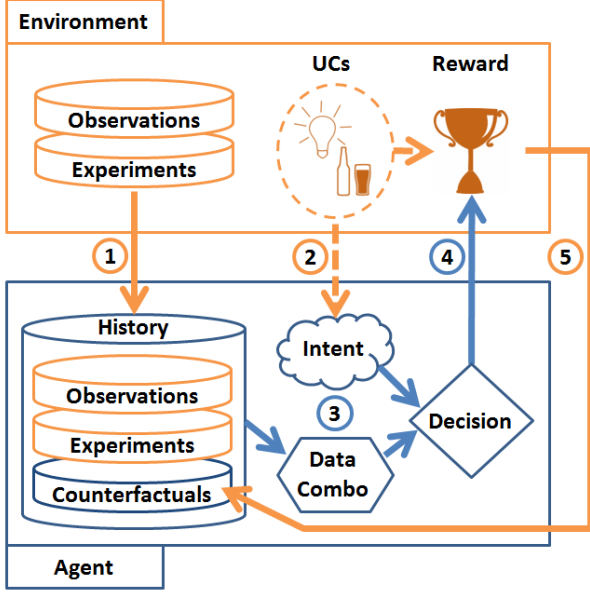 Environment
UCs
Reward
Observations
Experiments
1
2
4
5
History
Observations
Experiments
Counterfactuals
Intent
3
Data
Combo
Decision
Agent